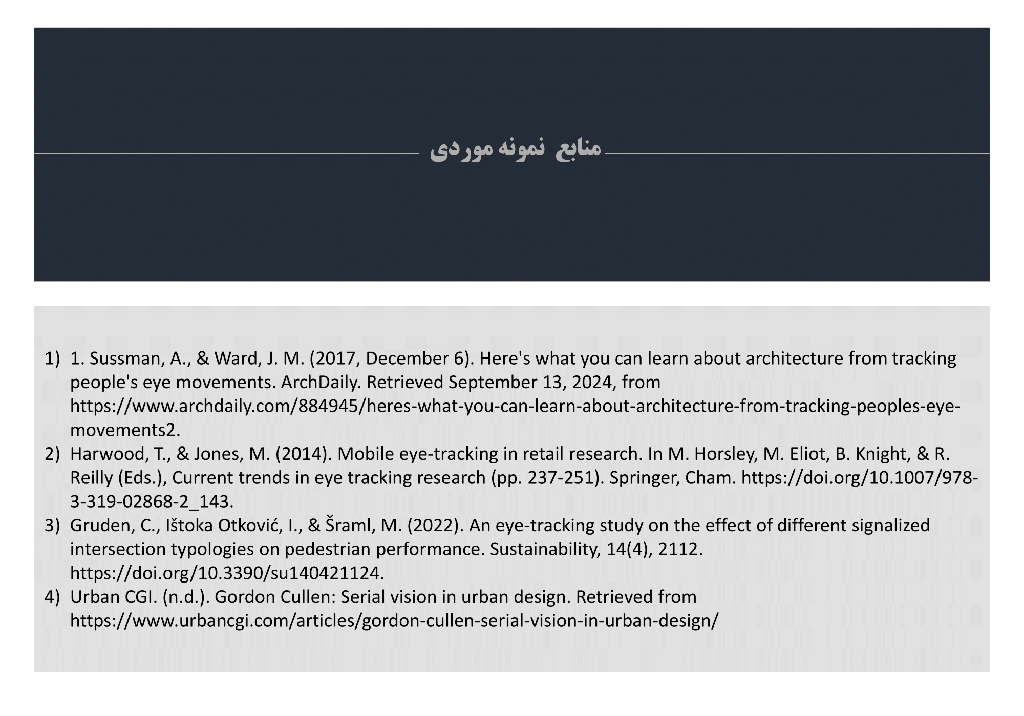 منابع نمونه موردی
1) 1. Sussman, A., & Ward, J. M. (2017, December 6). Here's what you can learn about architecture from tracking
people's eye movements. ArchDaily. Retrieved September 13, 2024, from
https://www.archdaily.com/884945/heres-what-you-can-learn-about-architecture-from-tracking-peoples-eye-
movements2.
2) Harwood, T., & Jones, M. (2014). Mobile eye-tracking in retail research. In M. Horsley, M. Eliot, B. Knight, & R.
Reilly (Eds.), Current trends in eye tracking research (pp. 237-251). Springer, Cham. https://doi.org/10.1007/978-
3-319-02868-2_143.
3) Gruden, C., Ištoka Otković, I., & Šraml, M. (2022). An eye-tracking study on the effect of different signalized
intersection typologies on pedestrian performance. Sustainability, 14(4), 2112.
https://doi.org/10.3390/su140421124.
4) Urban CGI. (n.d.). Gordon Cullen: Serial vision in urban design. Retrieved from
https://www.urbancgi.com/articles/gordon-cullen-serial-vision-in-urban-design/